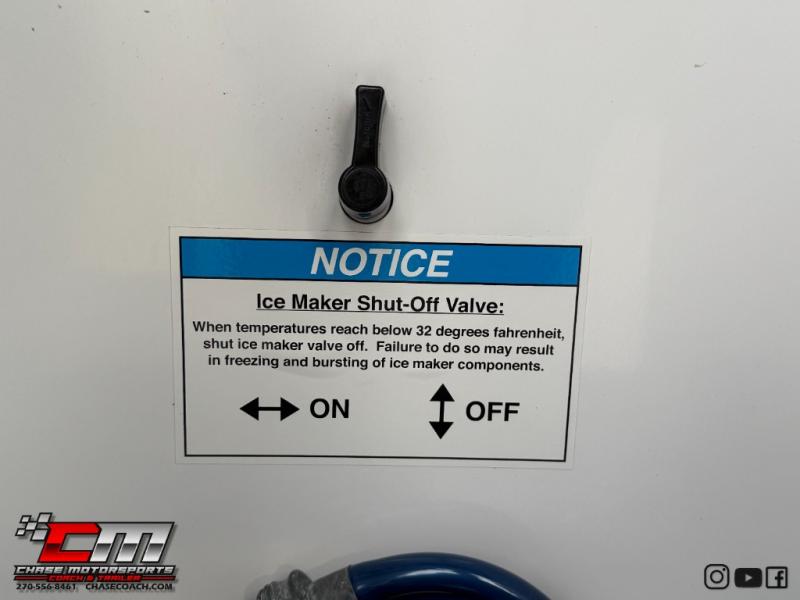 NOTICE
Ice Maker Shut-Off Valve:
When temperatures reach below 32 degrees fahrenheit,
shut ice maker valve off. Failure to do so may result
in freezing and bursting of ice maker components.
ON OFF
CM
CHASE MOTORSPORTS
COACH & TRAILER
270-556-8461 CHASECOACH.COM